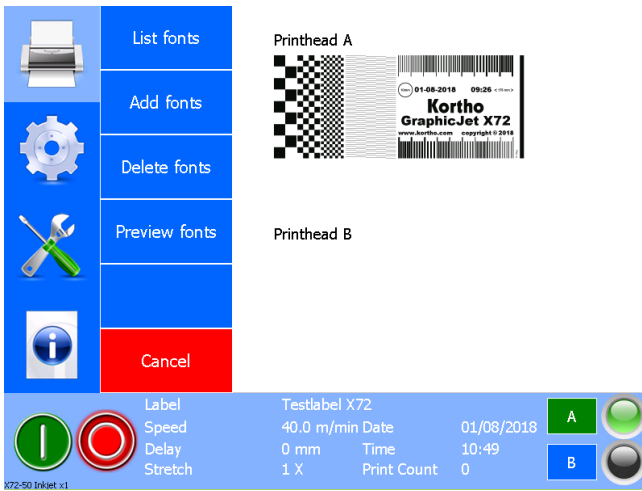 List fonts
Add fonts
Delete fonts
Preview fonts
Cancel
Printhead A
01-08-2018 09:26
Kortho
GraphicJet X72
www.kortho.com copyright © 2018
Printhead B
Label Testlabel X72
Speed 40.0 m/min Date 01/08/2018
Delay 0 mm Time 10:49
Stretch 1 X Print Count 0
A
B
X72-50 Inkjet x1